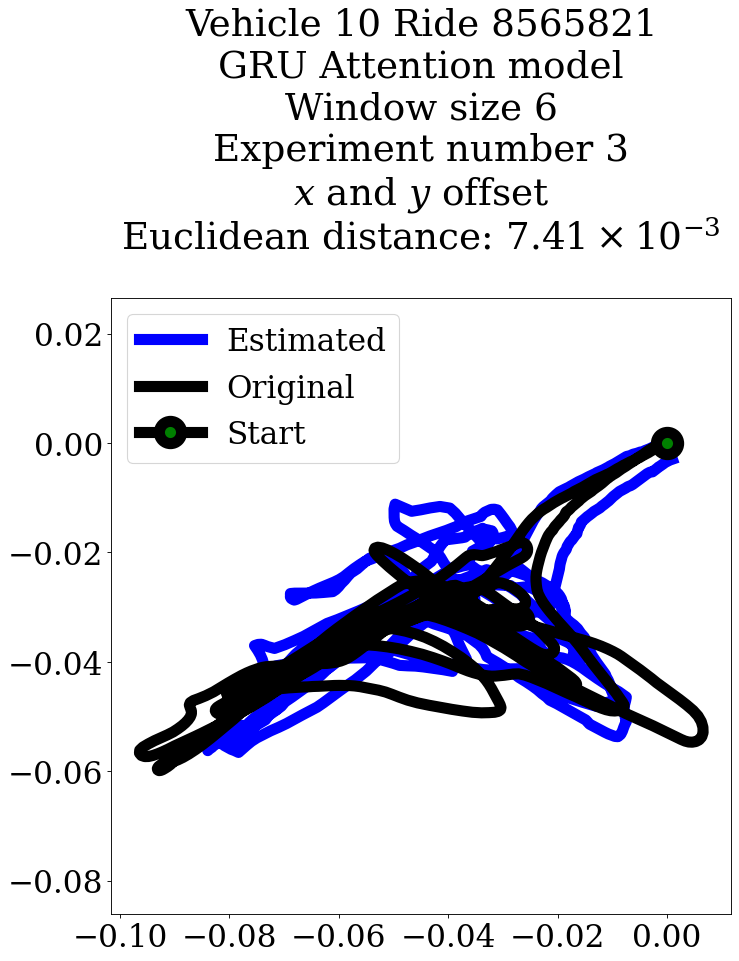 Vehicle 10 Ride 8565821
GRU Attention model
Window size 6
Experiment number 3
x and y offset
Euclidean distance: 7.41 × 10⁻³
Estimated
Original
Start
0.02
0.00
−0.02
−0.04
−0.06
−0.08
−0.10 −0.08 −0.06 −0.04 −0.02 0.00